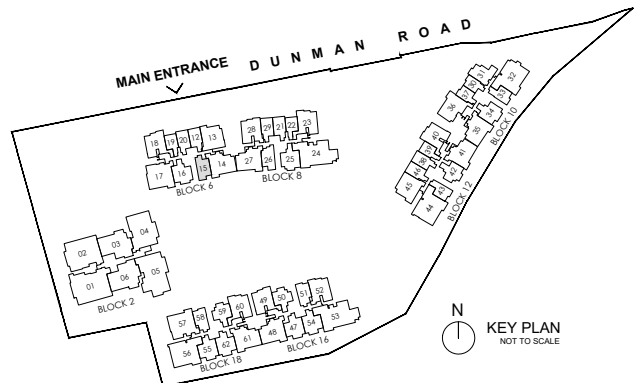 DUNMAN ROAD
MAIN ENTRANCE
18 19 20 12 13
17 16 15 14
BLOCK 6
28 29 21 22 23
27 26 25 24
BLOCK 8
31 32
30
37 33
36 34
35
BLOCK 10
40 41
39
38 42
46 43
45 44
BLOCK 12
02 03 04
01 06 05
BLOCK 2
57 58 59 60 49 50 51 52
56 55 62 61 48 47 54 53
BLOCK 18
BLOCK 16
N
KEY PLAN
NOT TO SCALE